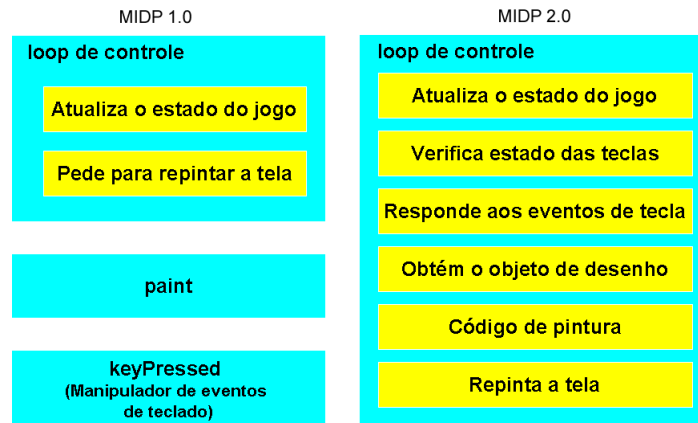 MIDP 1.0
loop de controle
Atualiza o estado do jogo
Pede para repintar a tela
paint
keyPressed
(Manipulador de eventos
de teclado)
MIDP 2.0
loop de controle
Atualiza o estado do jogo
Verifica estado das teclas
Responde aos eventos de tecla
Obtém o objeto de desenho
Código de pintura
Repinta a tela